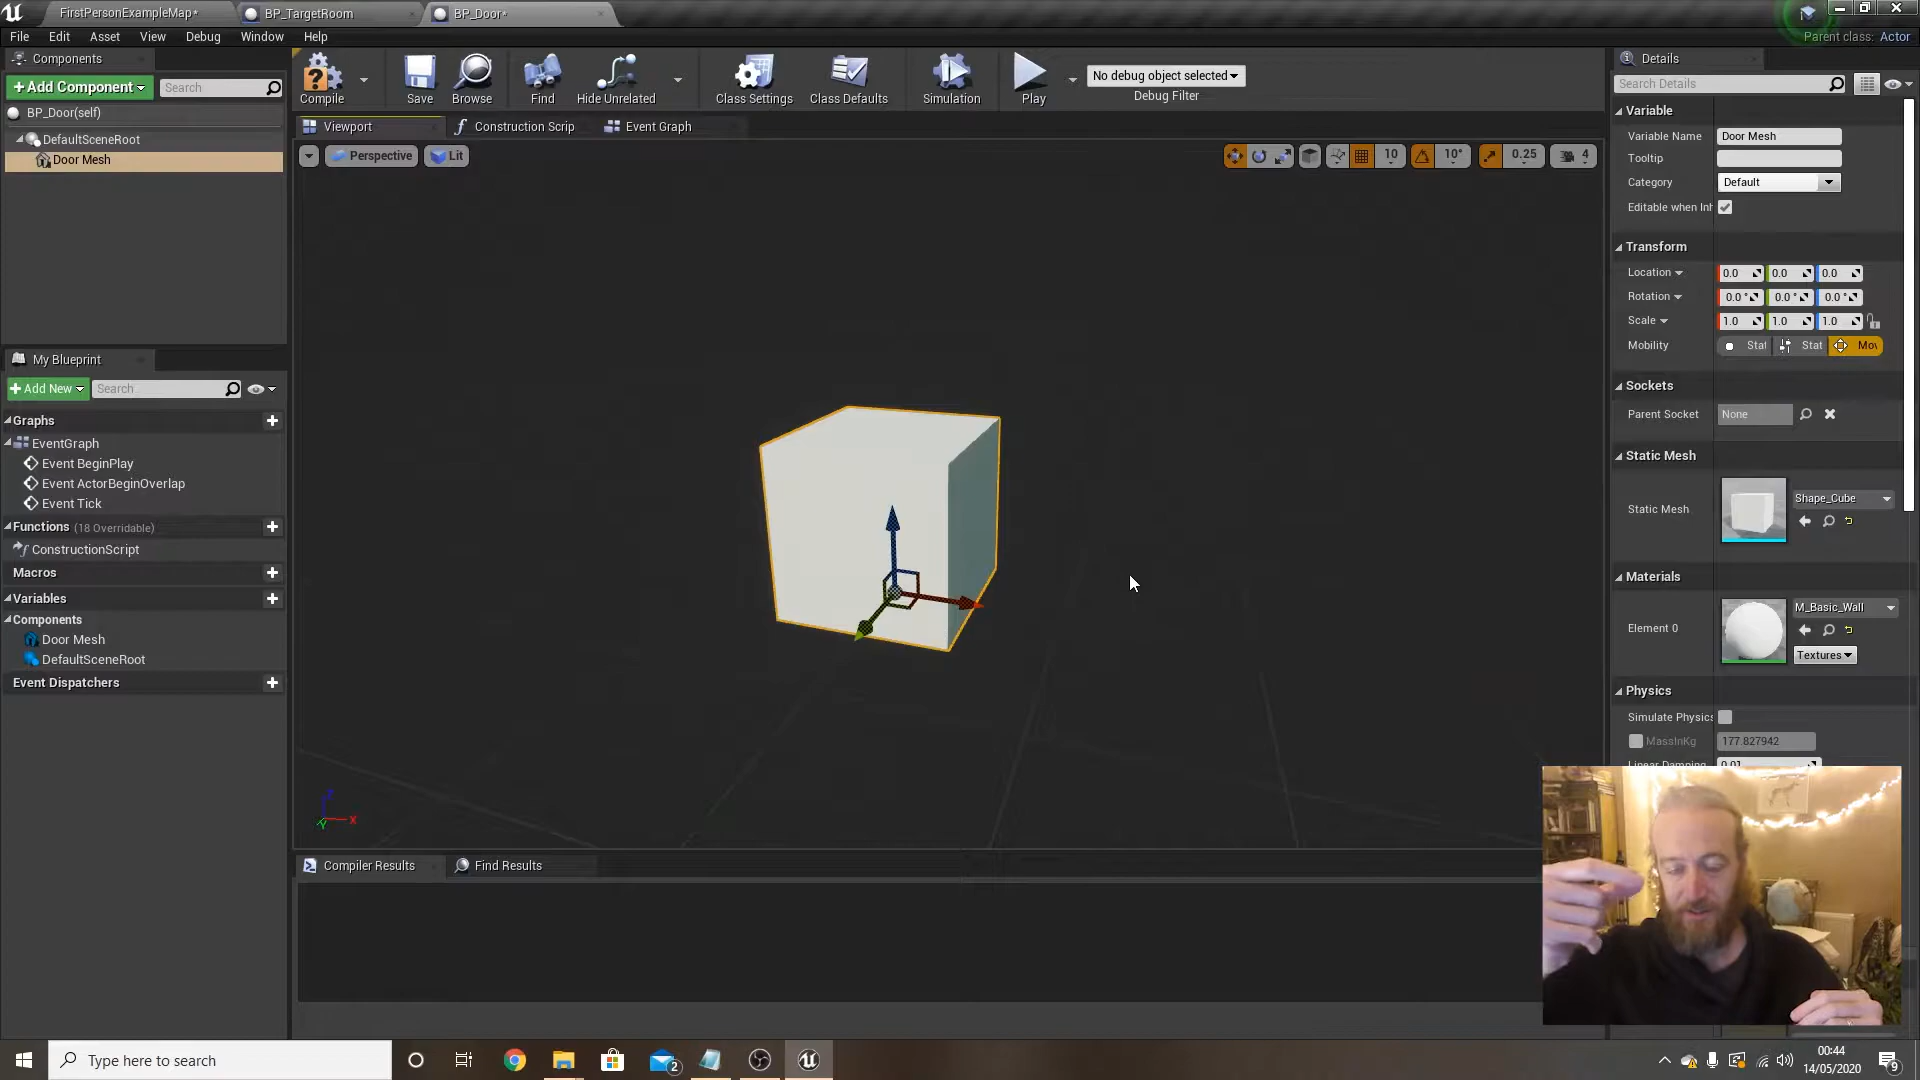 FirstPersonExampleMap*
BP_TargetRoom
BP_Door*
File
Edit
Asset
View
Debug
Window
Help
Parent class: Actor
Components
+Add Component
Search
BP_Door(self)
DefaultSceneRoot
Door Mesh
Compile
Save
Browse
Find
Hide Unrelated
Class Settings
Class Defaults
Simulation
Play
No debug object selected
Debug Filter
Viewport
Construction Scrip
Event Graph
Perspective
Lit
10
10°
0.25
4
My Blueprint
+Add New
Search
Graphs
EventGraph
Event BeginPlay
Event ActorBeginOverlap
Event Tick
Functions (18 Overridable)
ConstructionScript
Macros
Variables
Components
Door Mesh
DefaultSceneRoot
Event Dispatchers
Z
X
Y
Compiler Results
Find Results
Details
Search Details
Variable
Variable Name
Door Mesh
Tooltip
Category
Default
Editable when Inh
Transform
Location
0.0
0.0
0.0
Rotation
0.0 °
0.0 °
0.0 °
Scale
1.0
1.0
1.0
Mobility
Stat
Stat
Mov
Sockets
Parent Socket
None
Static Mesh
Static Mesh
Shape_Cube
Materials
Element 0
M_Basic_Wall
Textures
Physics
Simulate Physics
MassInKg
177.827942
Linear Damping
0.01
Type here to search
2
00:44
14/05/2020
9